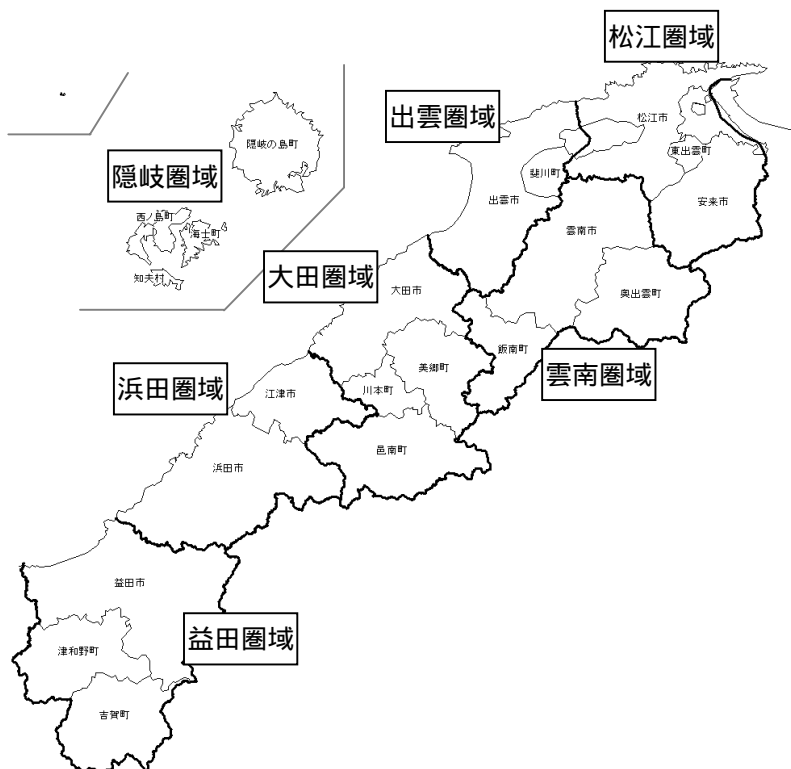 松江圏域
出雲圏域
松江市
隠岐の島町
東出雲町
隠岐圏域
斐川町
出雲市
安来市
西ノ島町
海士町
雲南市
知夫村
大田圏域
大田市
奥出雲町
飯南町
美郷町
雲南圏域
浜田圏域
江津市
川本町
邑南町
浜田市
益田市
益田圏域
津和野町
吉賀町